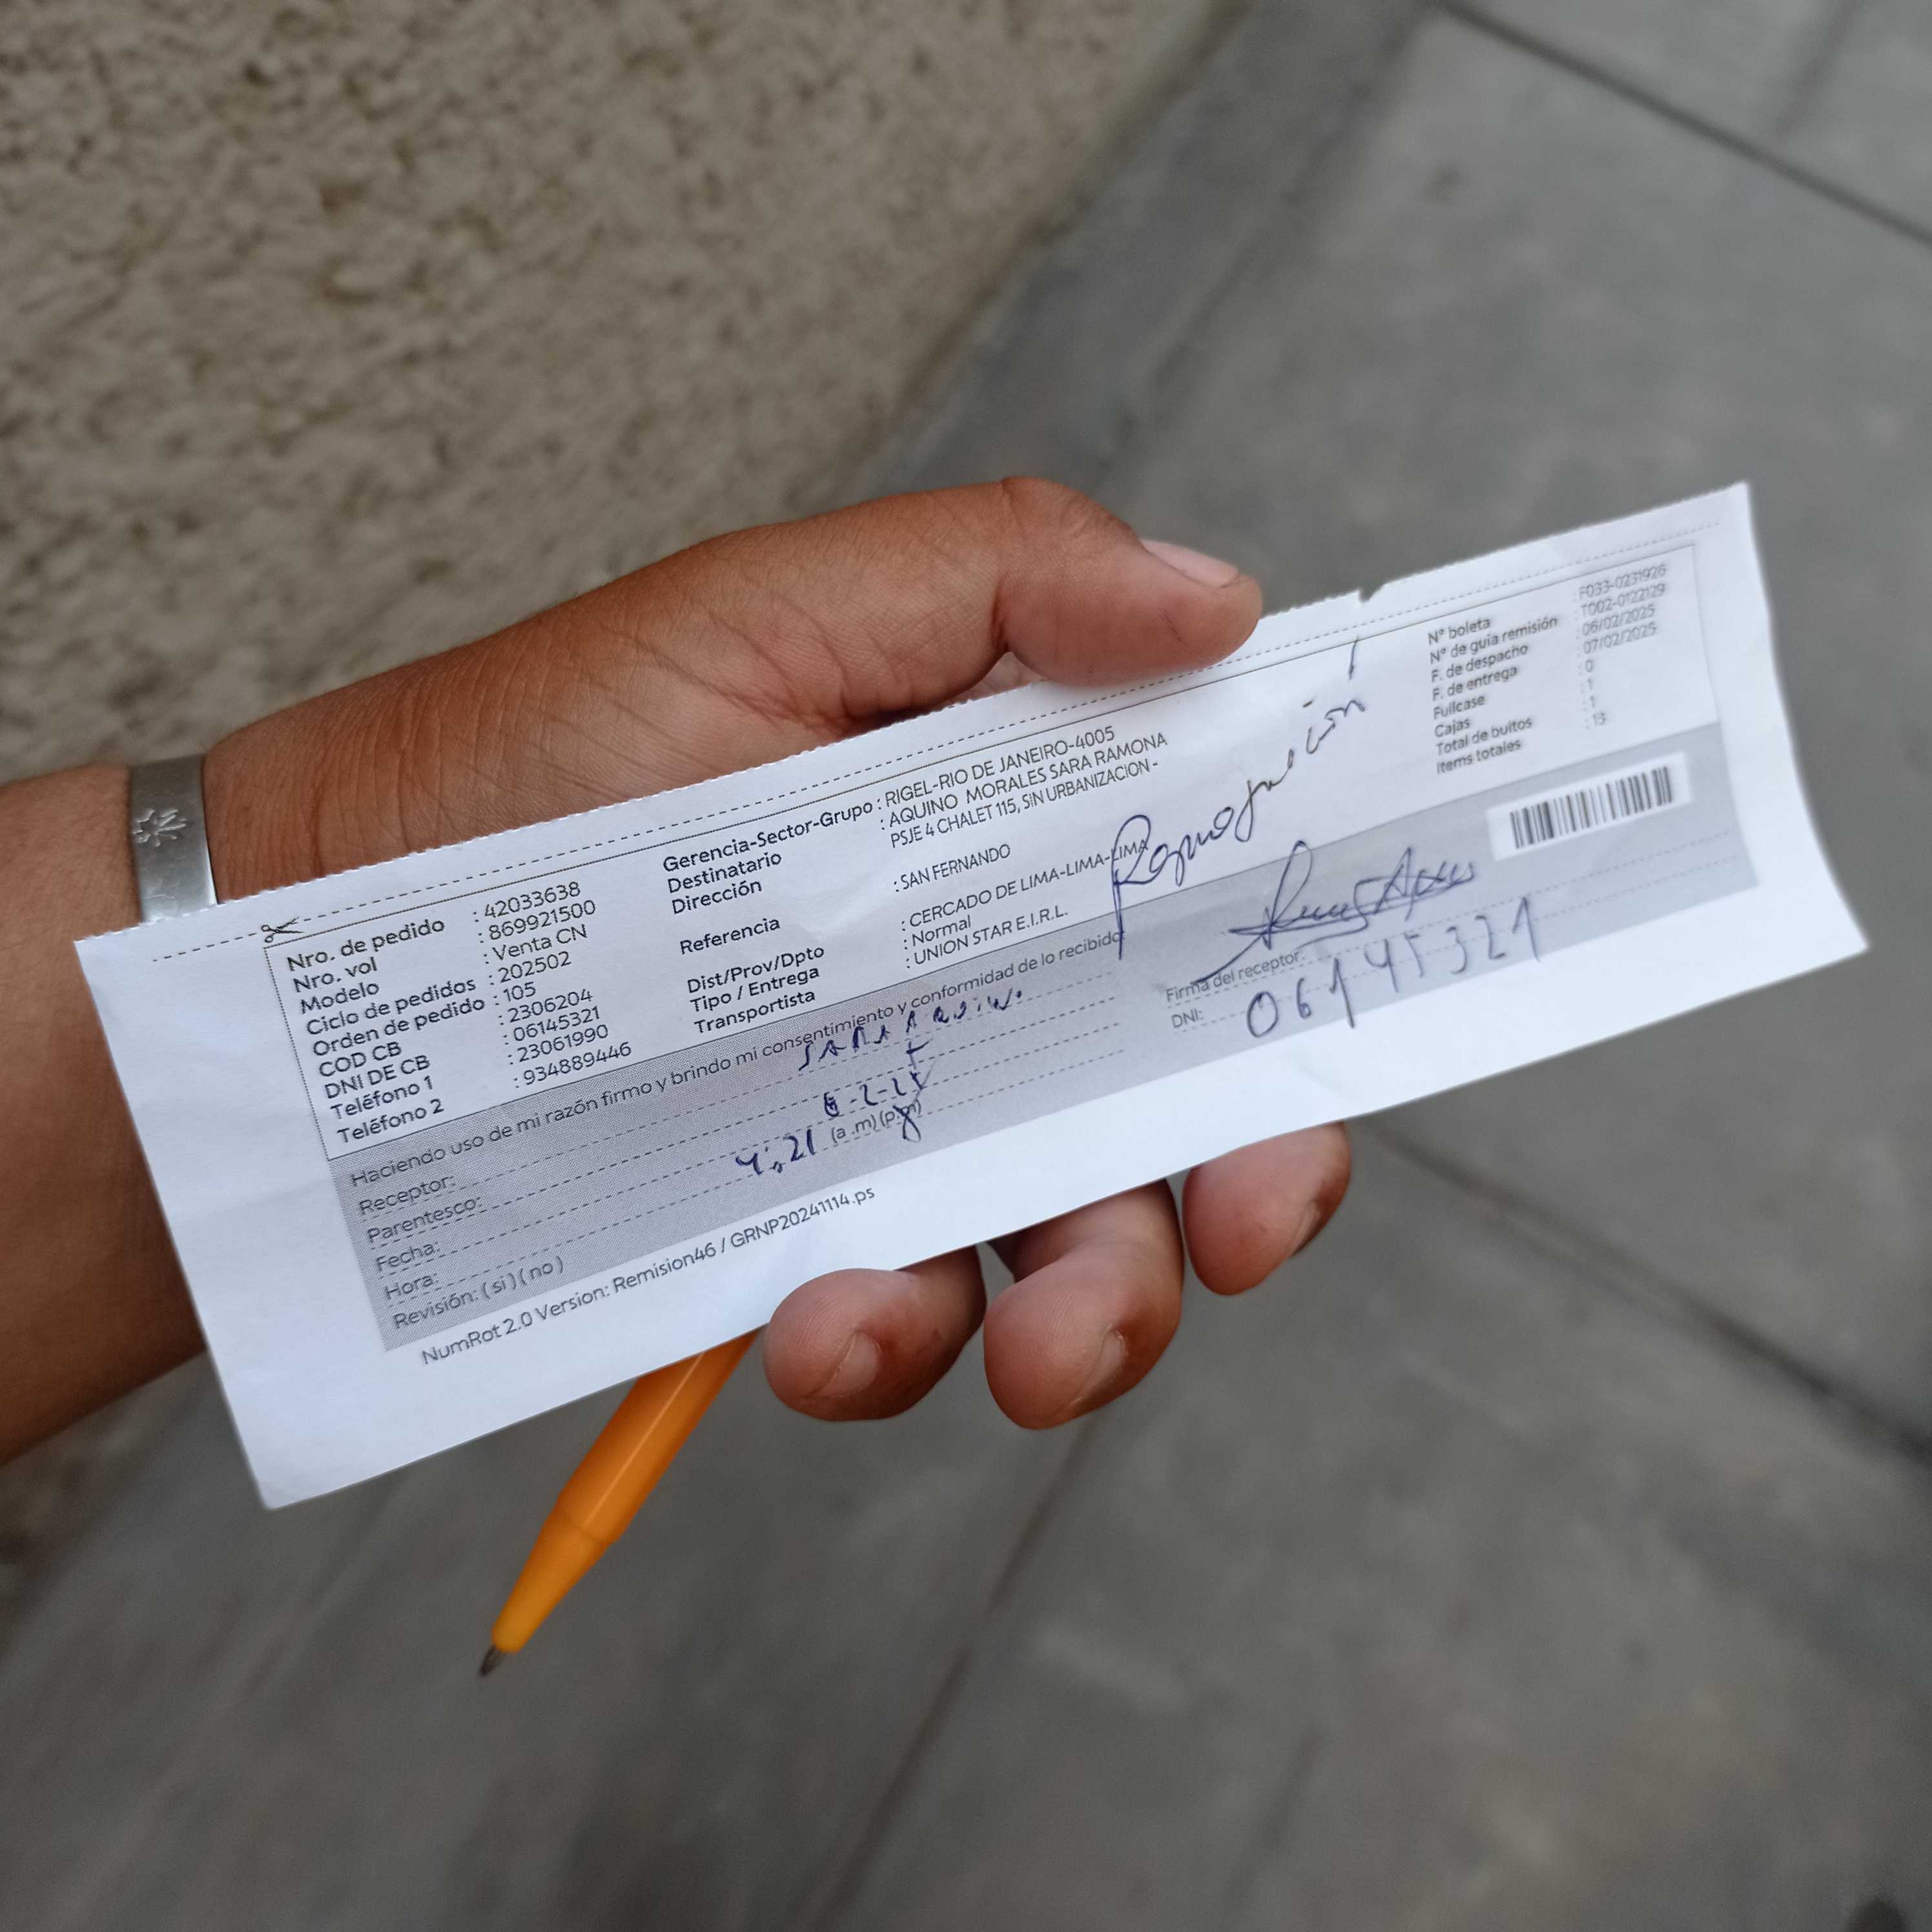 Nro. de pedido : 42033638
Nro. vol : 869921500
Modelo : Venta CN
Ciclo de pedidos : 202502
Orden de pedido : 105
COD CB : 2306204
DNI DE CB : 06145321
Teléfono 1 : 23061990
Teléfono 2 : 934889446
Gerencia-Sector-Grupo : RIGEL-RIO DE JANEIRO-4005
Destinatario : AQUINO MORALES SARA RAMONA
Dirección PSJE 4 CHALET 115, SIN URBANIZACION -
Referencia : SAN FERNANDO
Dist/Prov/Dpto : CERCADO DE LIMA-LIMA-LIMA
Tipo / Entrega : Normal
Transportista : UNION STAR E.I.R.L.
N° boleta : F033-0231926
N° de guía remisión : T002-0122129
F. de despacho : 06/02/2025
F. de entrega : 07/02/2025
Fullcase : 0
Cajas : 1
Total de bultos : 1
Items totales : 13
Haciendo uso de mi razón firmo y brindo mi consentimiento y conformidad de lo recibido:
Receptor: SARA AQUINO
Parentesco:
Fecha:
Hora: 4:21 (a .m) (p.m)
Revisión: ( si ) ( no )
Firma del receptor:
DNI: 06145321
NumRot 2.0 Version: Remision46 / GRNP20241114.ps